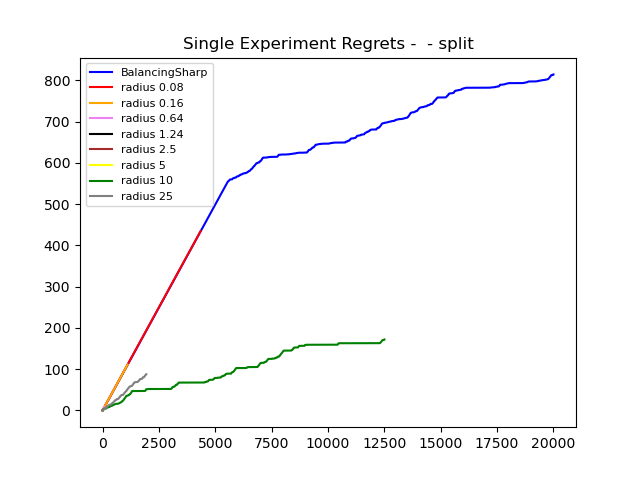 Single Experiment Regrets -  - split
BalancingSharp
radius 0.08
radius 0.16
radius 0.64
radius 1.24
radius 2.5
radius 5
radius 10
radius 25
800
700
600
500
400
300
200
100
0
0 2500 5000 7500 10000 12500 15000 17500 20000